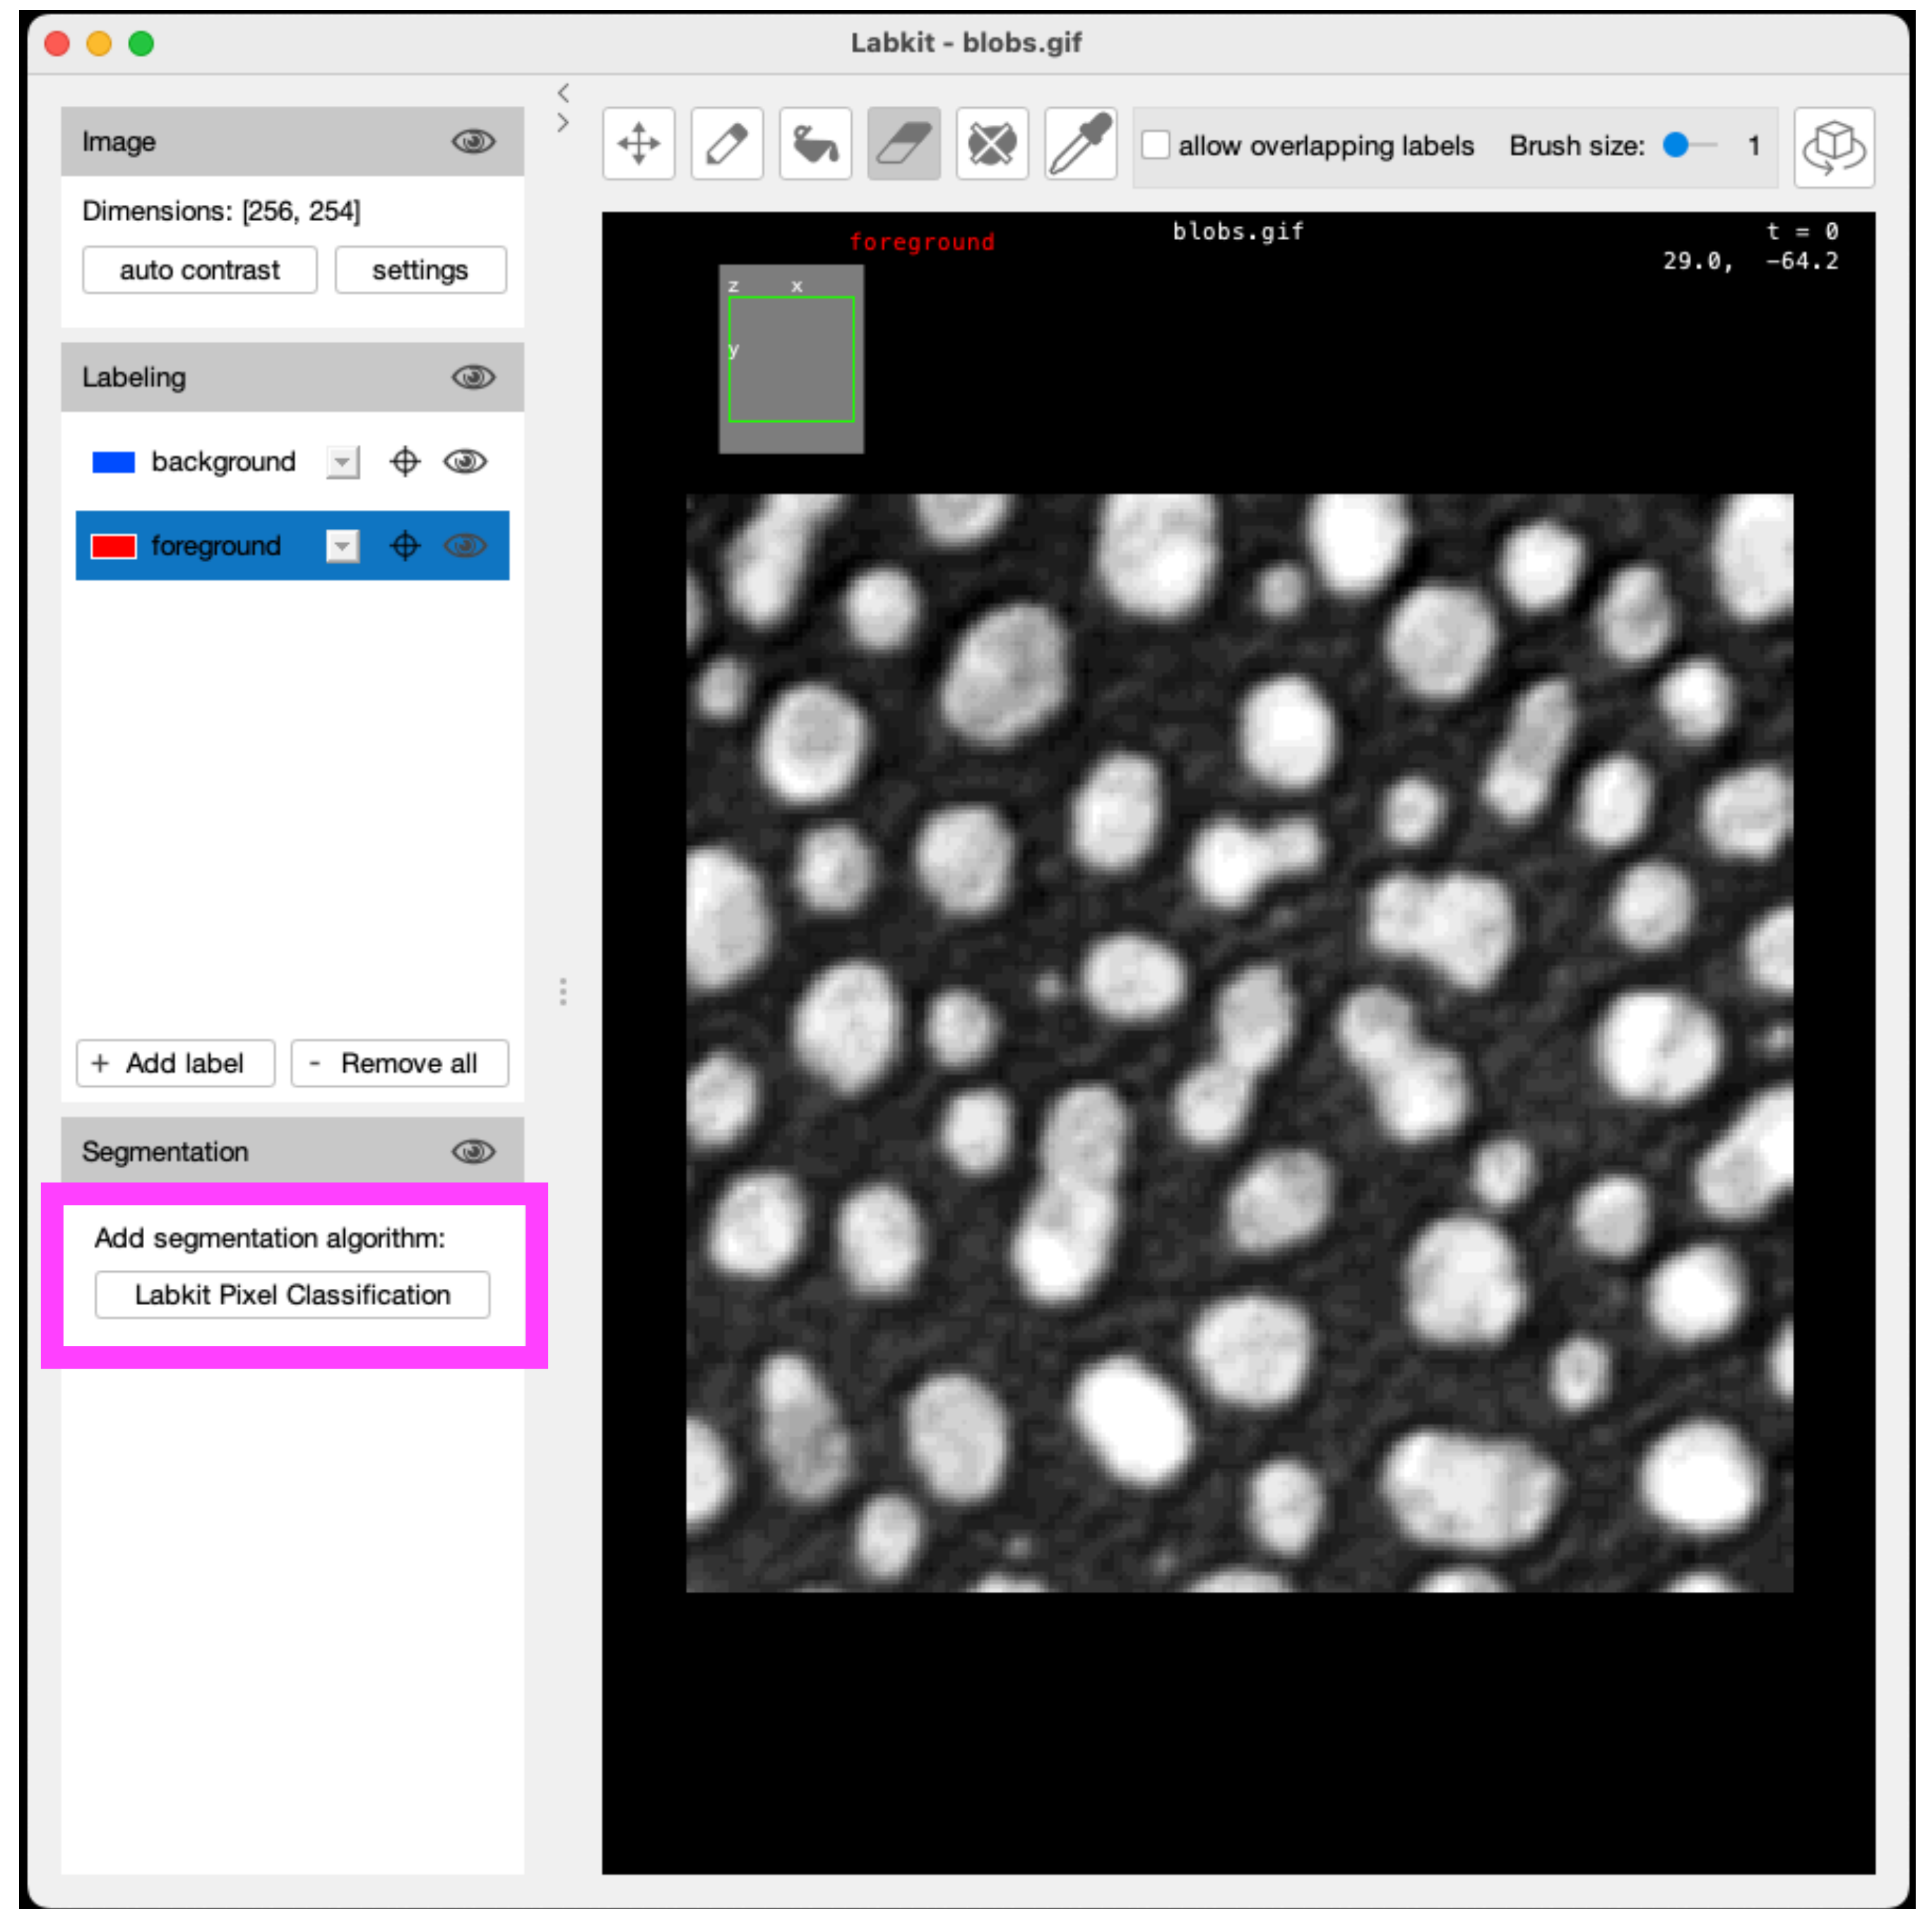 Labkit - blobs.gif
Image
Dimensions: [256, 254]
auto contrast settings
Labeling
background
foreground
+ Add label - Remove all
Segmentation
Add segmentation algorithm:
Labkit Pixel Classification
allow overlapping labels Brush size: 1
foreground blobs.gif t = 0
29.0, -64.2
z x
y